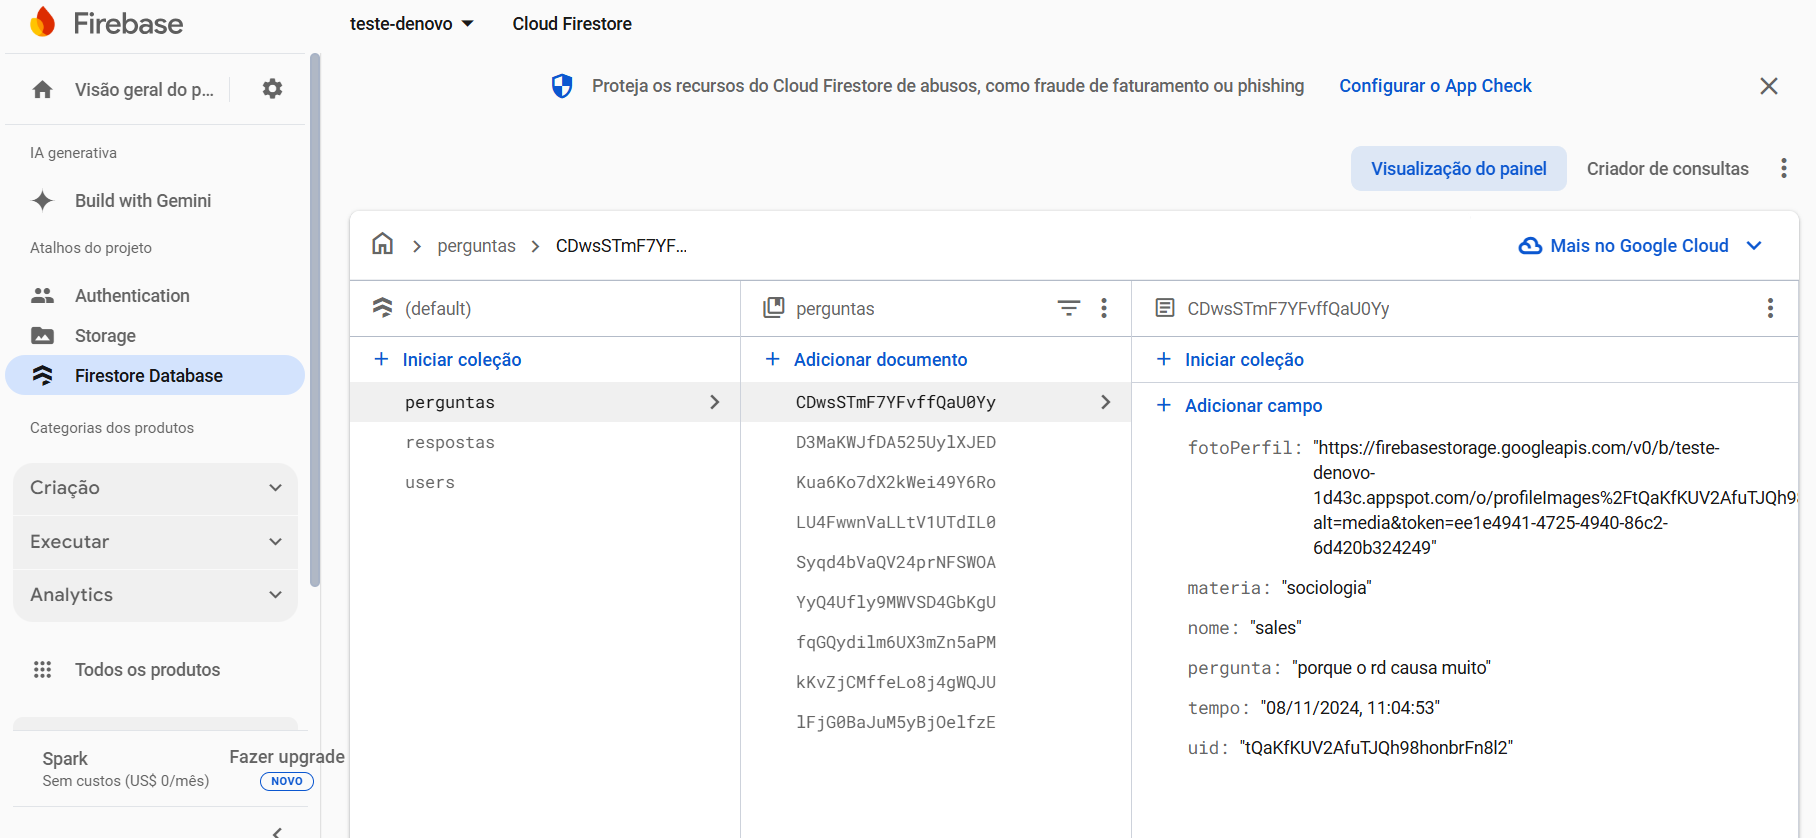 Firebase
teste-denovo
Cloud Firestore
Visão geral do p...
Proteja os recursos do Cloud Firestore de abusos, como fraude de faturamento ou phishing
Configurar o App Check
IA generativa
Build with Gemini
Atalhos do projeto
Authentication
Storage
Firestore Database
Categorias dos produtos
Criação
Executar
Analytics
Todos os produtos
Spark
Sem custos (US$ 0/mês)
Fazer upgrade
NOVO
Visualização do painel
Criador de consultas
perguntas
CDwsSTmF7YF...
Mais no Google Cloud
(default)
Iniciar coleção
perguntas
respostas
users
perguntas
Adicionar documento
CDwsSTmF7YFvffQaU0Yy
D3MaKWJfDA525UylXJED
Kua6Ko7dX2kWei49Y6Ro
LU4FwwnVaLLtV1UTdIL0
Syqd4bVaQV24prNFSWOA
YyQ4Ufly9MWVSD4GbKgU
fqGQydilm6UX3mZn5aPM
kKvZjCMffeLo8j4gWQJU
lFjG0BaJuM5yBjOelfzE
CDwsSTmF7YFvffQaU0Yy
Iniciar coleção
Adicionar campo
fotoPerfil: "https://firebasestorage.googleapis.com/v0/b/teste-
denovo-
1d43c.appspot.com/o/profileImages%2FtQaKfKUV2AfuTJQh98
alt=media&token=ee1e4941-4725-4940-86c2-
6d420b324249"
materia: "sociologia"
nome: "sales"
pergunta: "porque o rd causa muito"
tempo: "08/11/2024, 11:04:53"
uid: "tQaKfKUV2AfuTJQh98honbrFn8l2"